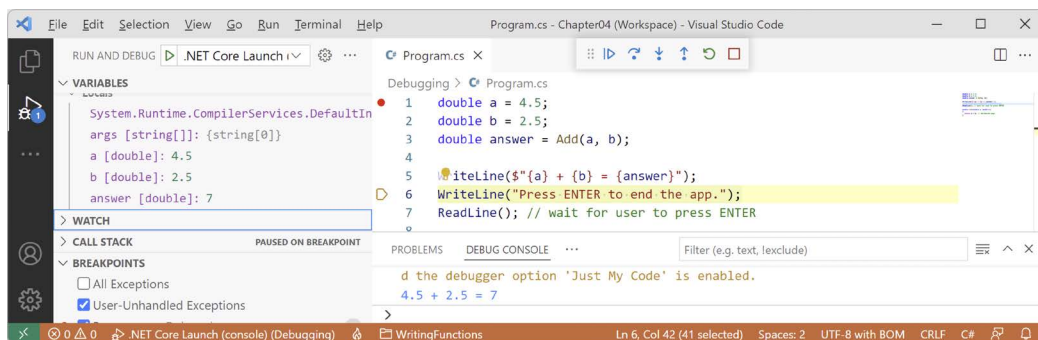 File Edit Selection View Go Run Terminal Help Program.cs - Chapter04 (Workspace) - Visual Studio Code
RUN AND DEBUG .NET Core Launch (
VARIABLES
Locals
System.Runtime.CompilerServices.DefaultIn
args [string[]]: {string[0]}
a [double]: 4.5
b [double]: 2.5
answer [double]: 7
WATCH
CALL STACK PAUSED ON BREAKPOINT
BREAKPOINTS
All Exceptions
User-Unhandled Exceptions
1
C# Program.cs
Debugging > C# Program.cs
1 double a = 4.5;
2 double b = 2.5;
3 double answer = Add(a, b);
4
5 WriteLine($"{a} + {b} = {answer}");
6 WriteLine("Press ENTER to end the app.");
7 ReadLine(); // wait for user to press ENTER
8
PROBLEMS DEBUG CONSOLE ··· Filter (e.g. text, !exclude)
d the debugger option 'Just My Code' is enabled.
4.5 + 2.5 = 7
>
0 0 .NET Core Launch (console) (Debugging) WritingFunctions Ln 6, Col 42 (41 selected) Spaces: 2 UTF-8 with BOM CRLF C#